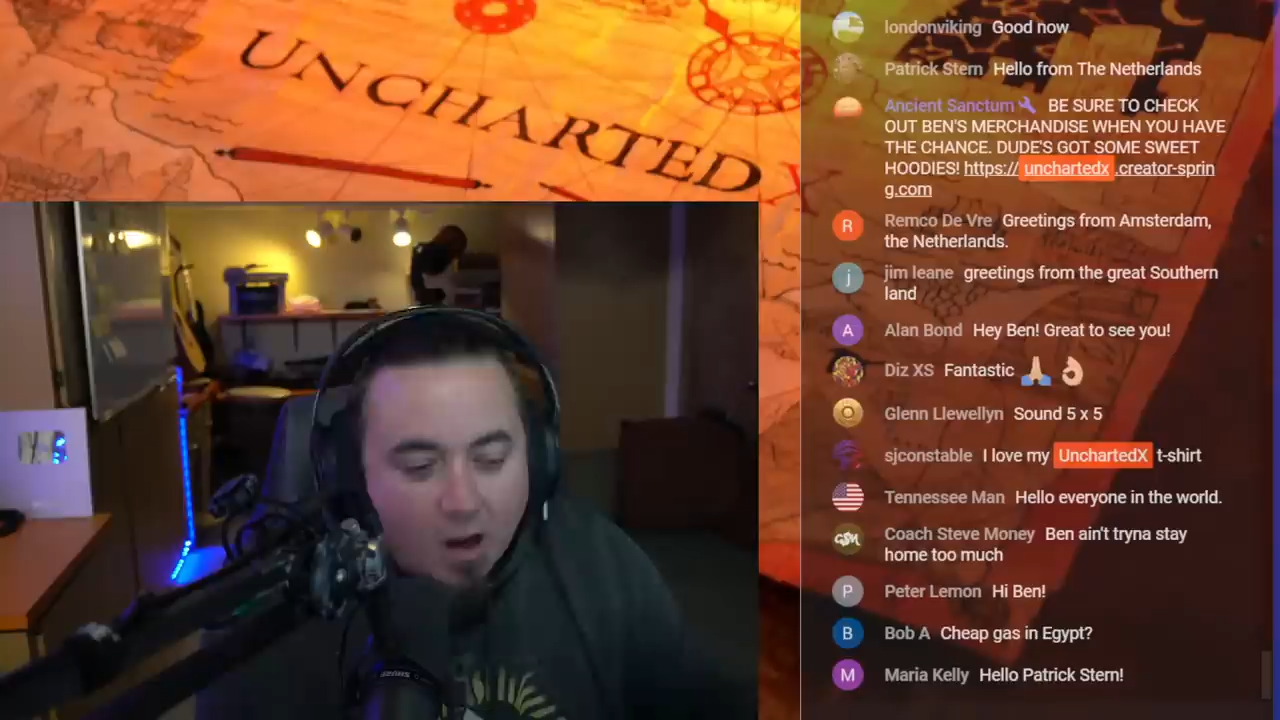 UNCHARTEDX
londonviking Good now
Patrick Stern Hello from The Netherlands
Ancient Sanctum BE SURE TO CHECK
OUT BEN'S MERCHANDISE WHEN YOU HAVE
THE CHANCE. DUDE'S GOT SOME SWEET
HOODIES! https://unchartedx.creator-sprin
g.com
R
Remco De Vre Greetings from Amsterdam,
the Netherlands.
j
jim leane greetings from the great Southern
land
A
Alan Bond Hey Ben! Great to see you!
Diz XS Fantastic 🙏🏼 👌🏼
Glenn Llewellyn Sound 5 x 5
sjconstable I love my UnchartedX t-shirt
Tennessee Man Hello everyone in the world.
GSM
Coach Steve Money Ben ain't tryna stay
home too much
P
Peter Lemon Hi Ben!
B
Bob A Cheap gas in Egypt?
M
Maria Kelly Hello Patrick Stern!